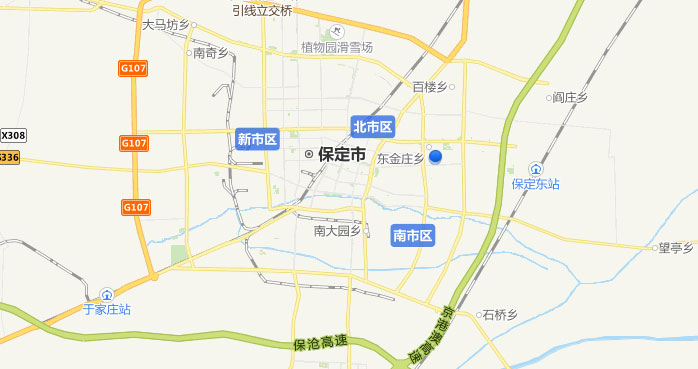 引线立交桥
大马坊乡
植物园滑雪场
南奇乡
G107
百楼乡
阎庄乡
X308
北市区
新市区
G107
保定市
S336
东金庄乡
保定东站
G107
南大园乡
南市区
望亭乡
于家庄站
石桥乡
京港澳高速
保沧高速